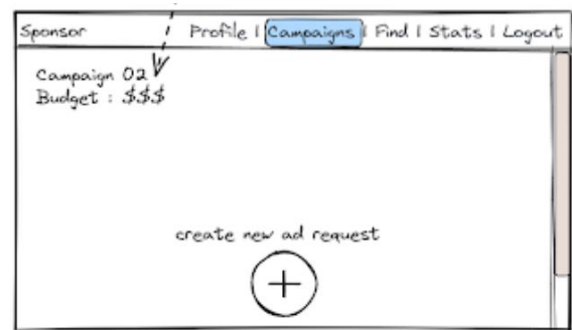 Sponsor Profile | Campaigns | Find | Stats | Logout
Campaign 02
Budget : $$$
create new ad request
+